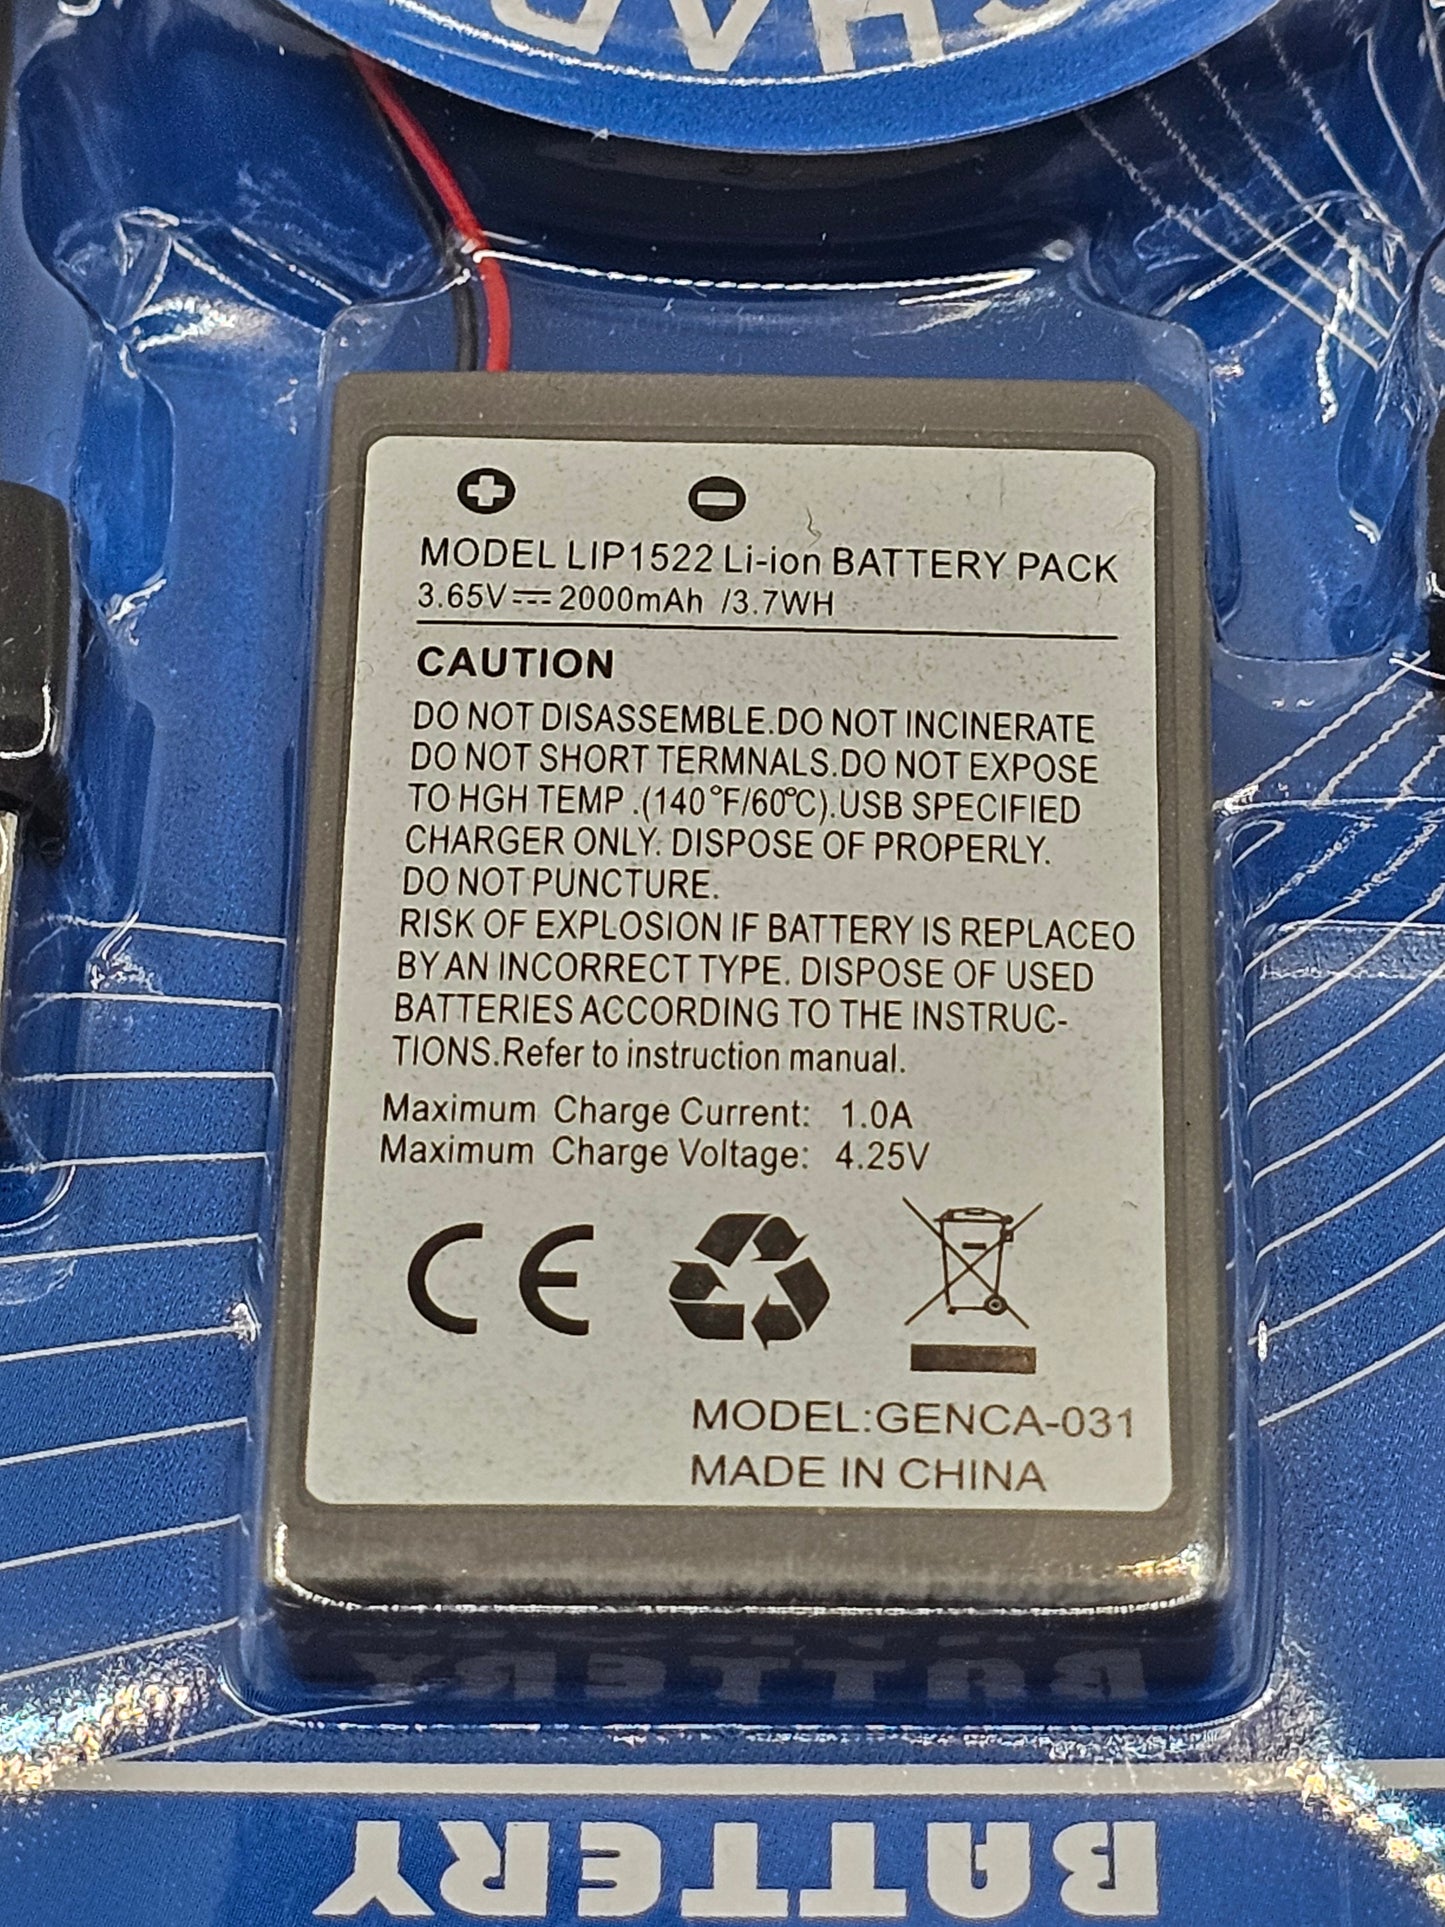 MODEL LIP1522 Li-ion BATTERY PACK
3.65V⎓2000mAh /3.7WH
CAUTION
DO NOT DISASSEMBLE.DO NOT INCINERATE
DO NOT SHORT TERMNALS.DO NOT EXPOSE
TO HGH TEMP .(140°F/60℃).USB SPECIFIED
CHARGER ONLY. DISPOSE OF PROPERLY.
DO NOT PUNCTURE.
RISK OF EXPLOSION IF BATTERY IS REPLACEO
BY AN INCORRECT TYPE. DISPOSE OF USED
BATTERIES ACCORDING TO THE INSTRUC-
TIONS.Refer to instruction manual.
Maximum Charge Current: 1.0A
Maximum Charge Voltage: 4.25V
CE
MODEL:GENCA-031
MADE IN CHINA
BATTERY